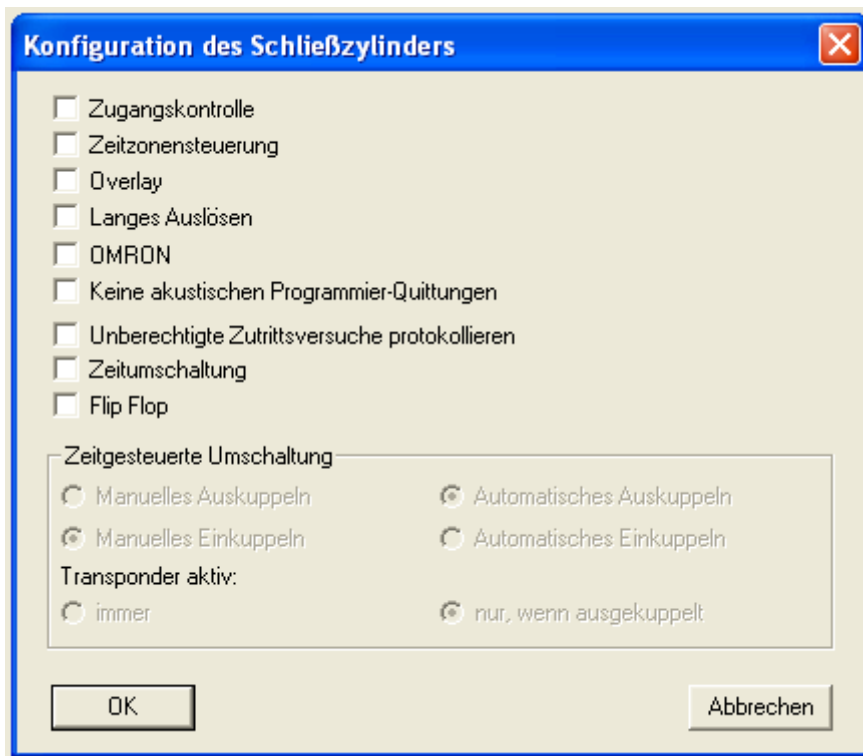 Konfiguration des Schließzylinders
Zugangskontrolle
Zeitzonensteuerung
Overlay
Langes Auslösen
OMRON
Keine akustischen Programmier-Quittungen
Unberechtigte Zutrittsversuche protokollieren
Zeitumschaltung
Flip Flop
Zeitgesteuerte Umschaltung
Manuelles Auskuppeln Automatisches Auskuppeln
Manuelles Einkuppeln Automatisches Einkuppeln
Transponder aktiv:
immer nur, wenn ausgekuppelt
OK Abbrechen